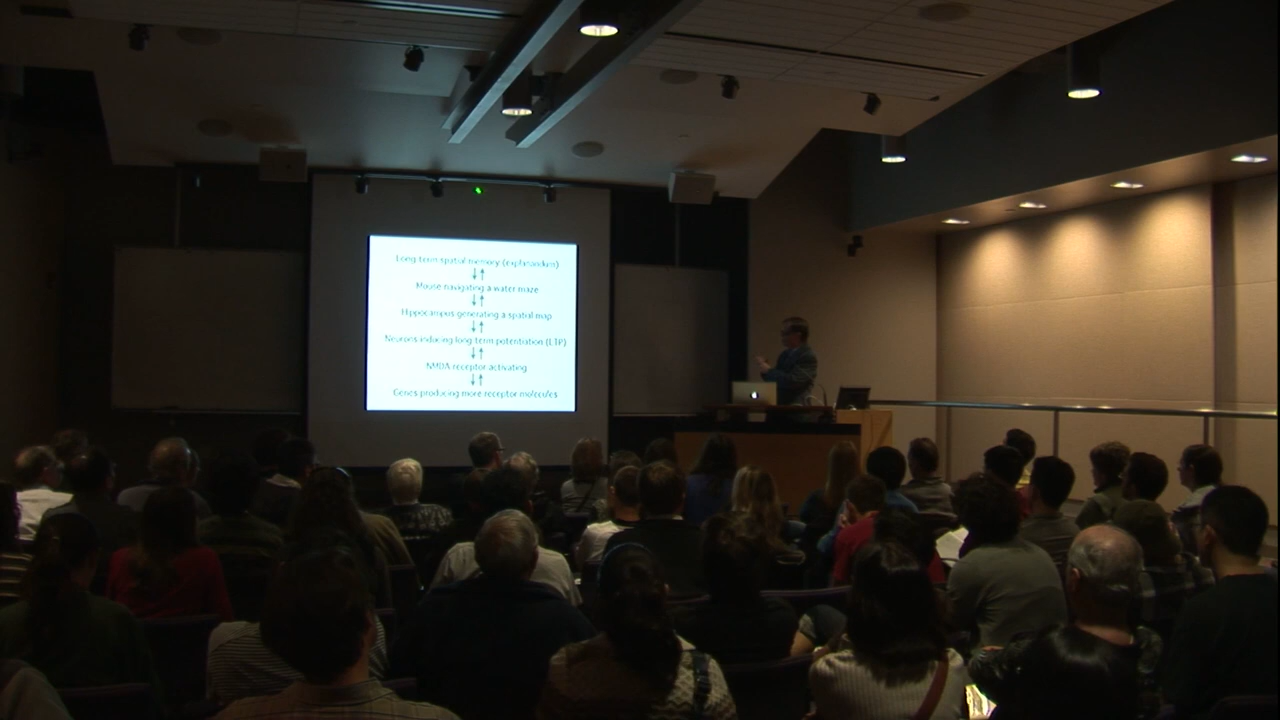 Long term spatial memory (explanandum)
Mouse navigating a water maze
Hippocampus generating a spatial map
Neurons inducing long term potentiation (LTP)
NMDA receptor activating
Genes producing more receptor molecules